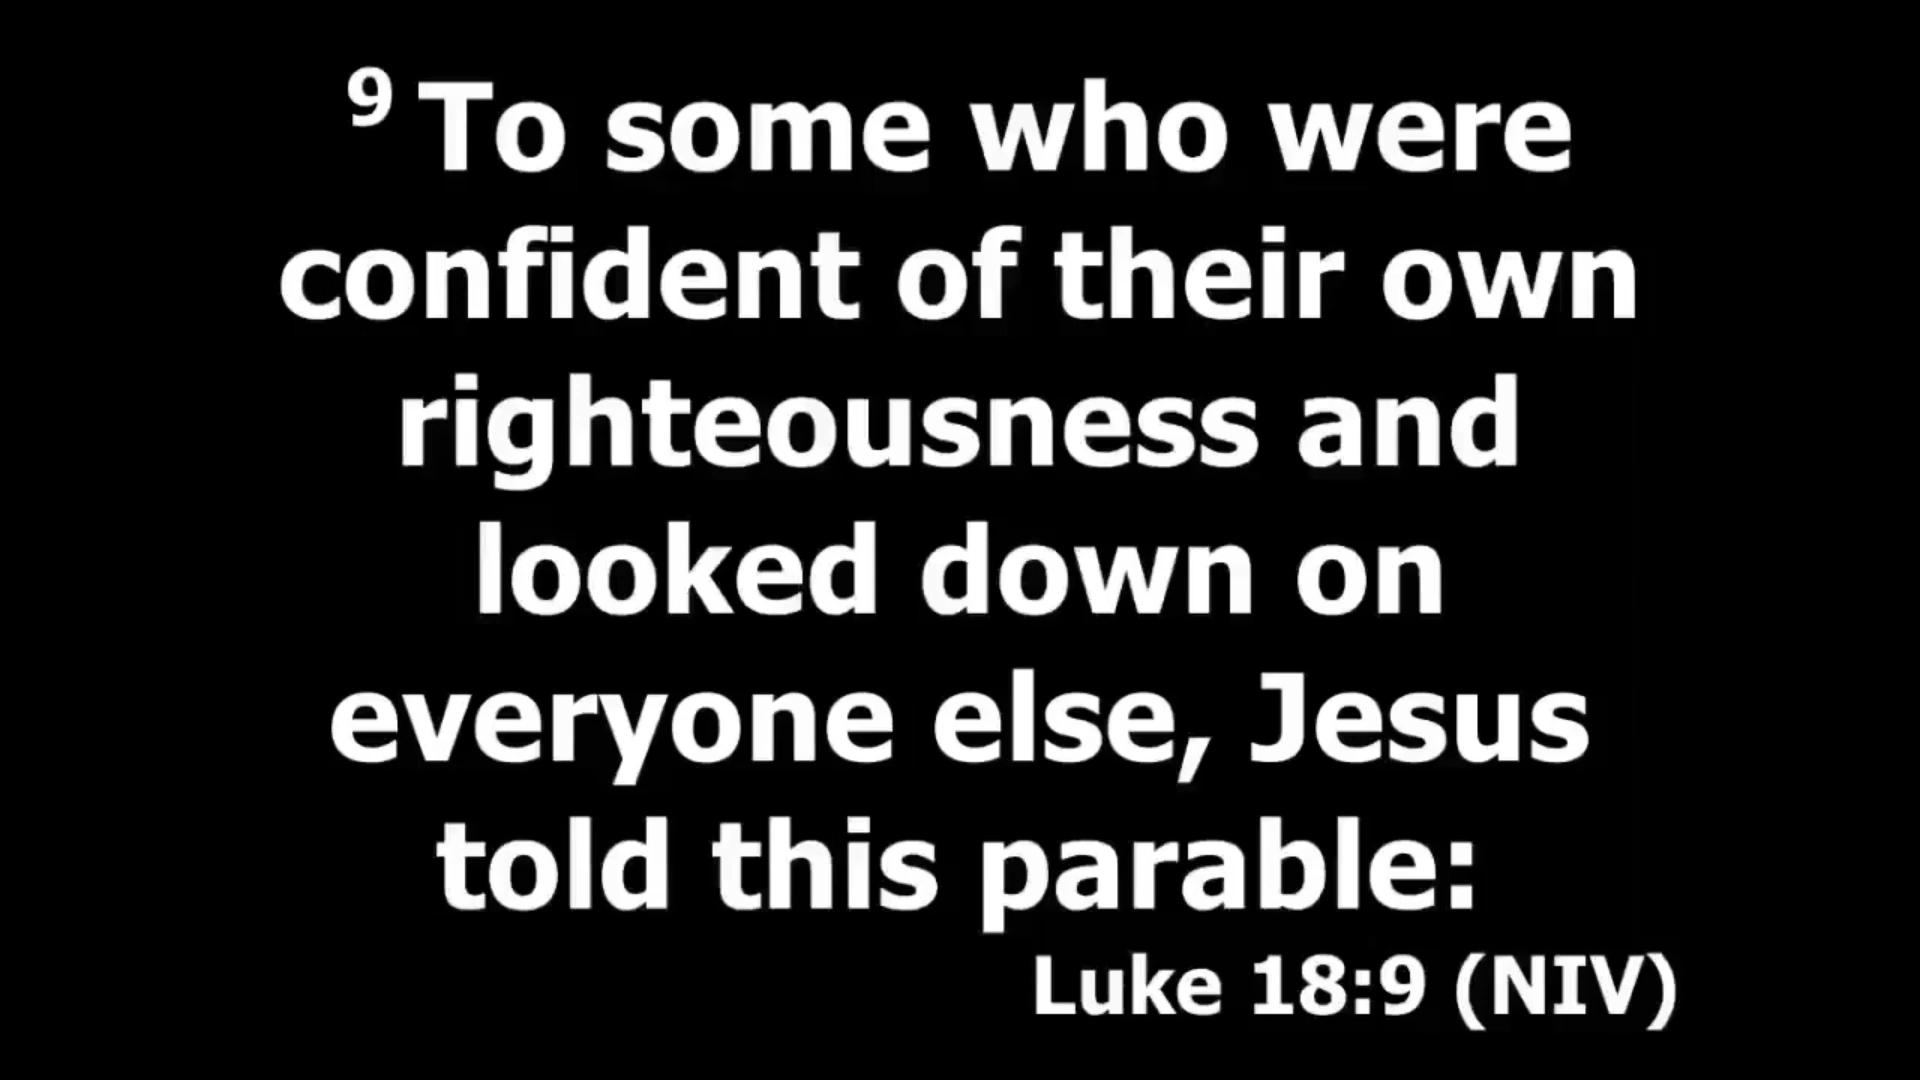 9 To some who were
confident of their own
righteousness and
looked down on
everyone else, Jesus
told this parable:
Luke 18:9 (NIV)